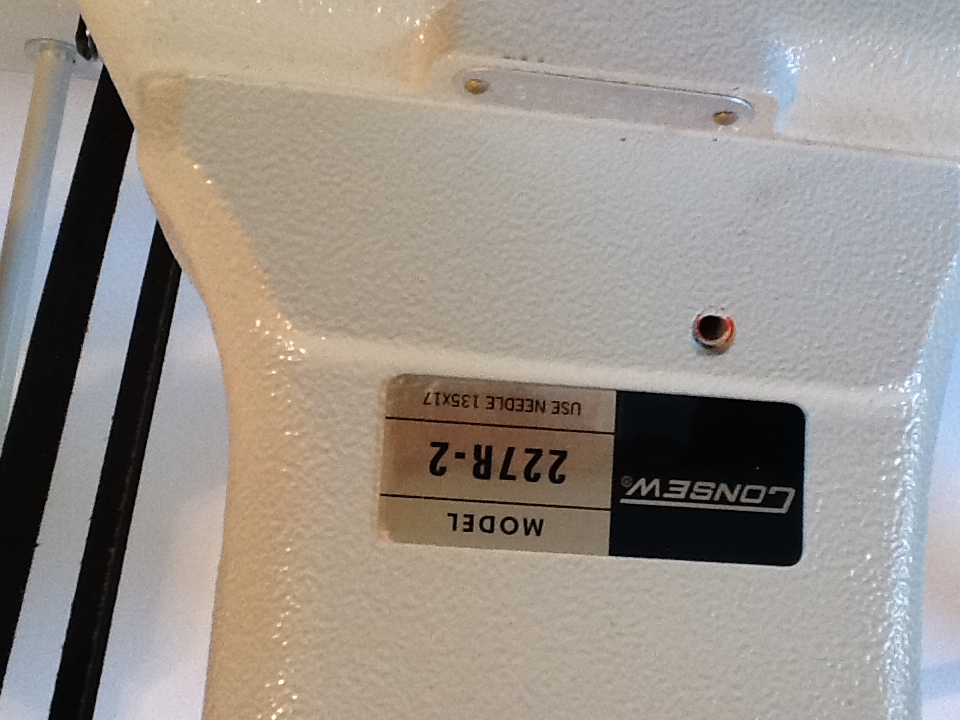 CONSEW®
MODEL
227R-2
USE NEEDLE 135X17